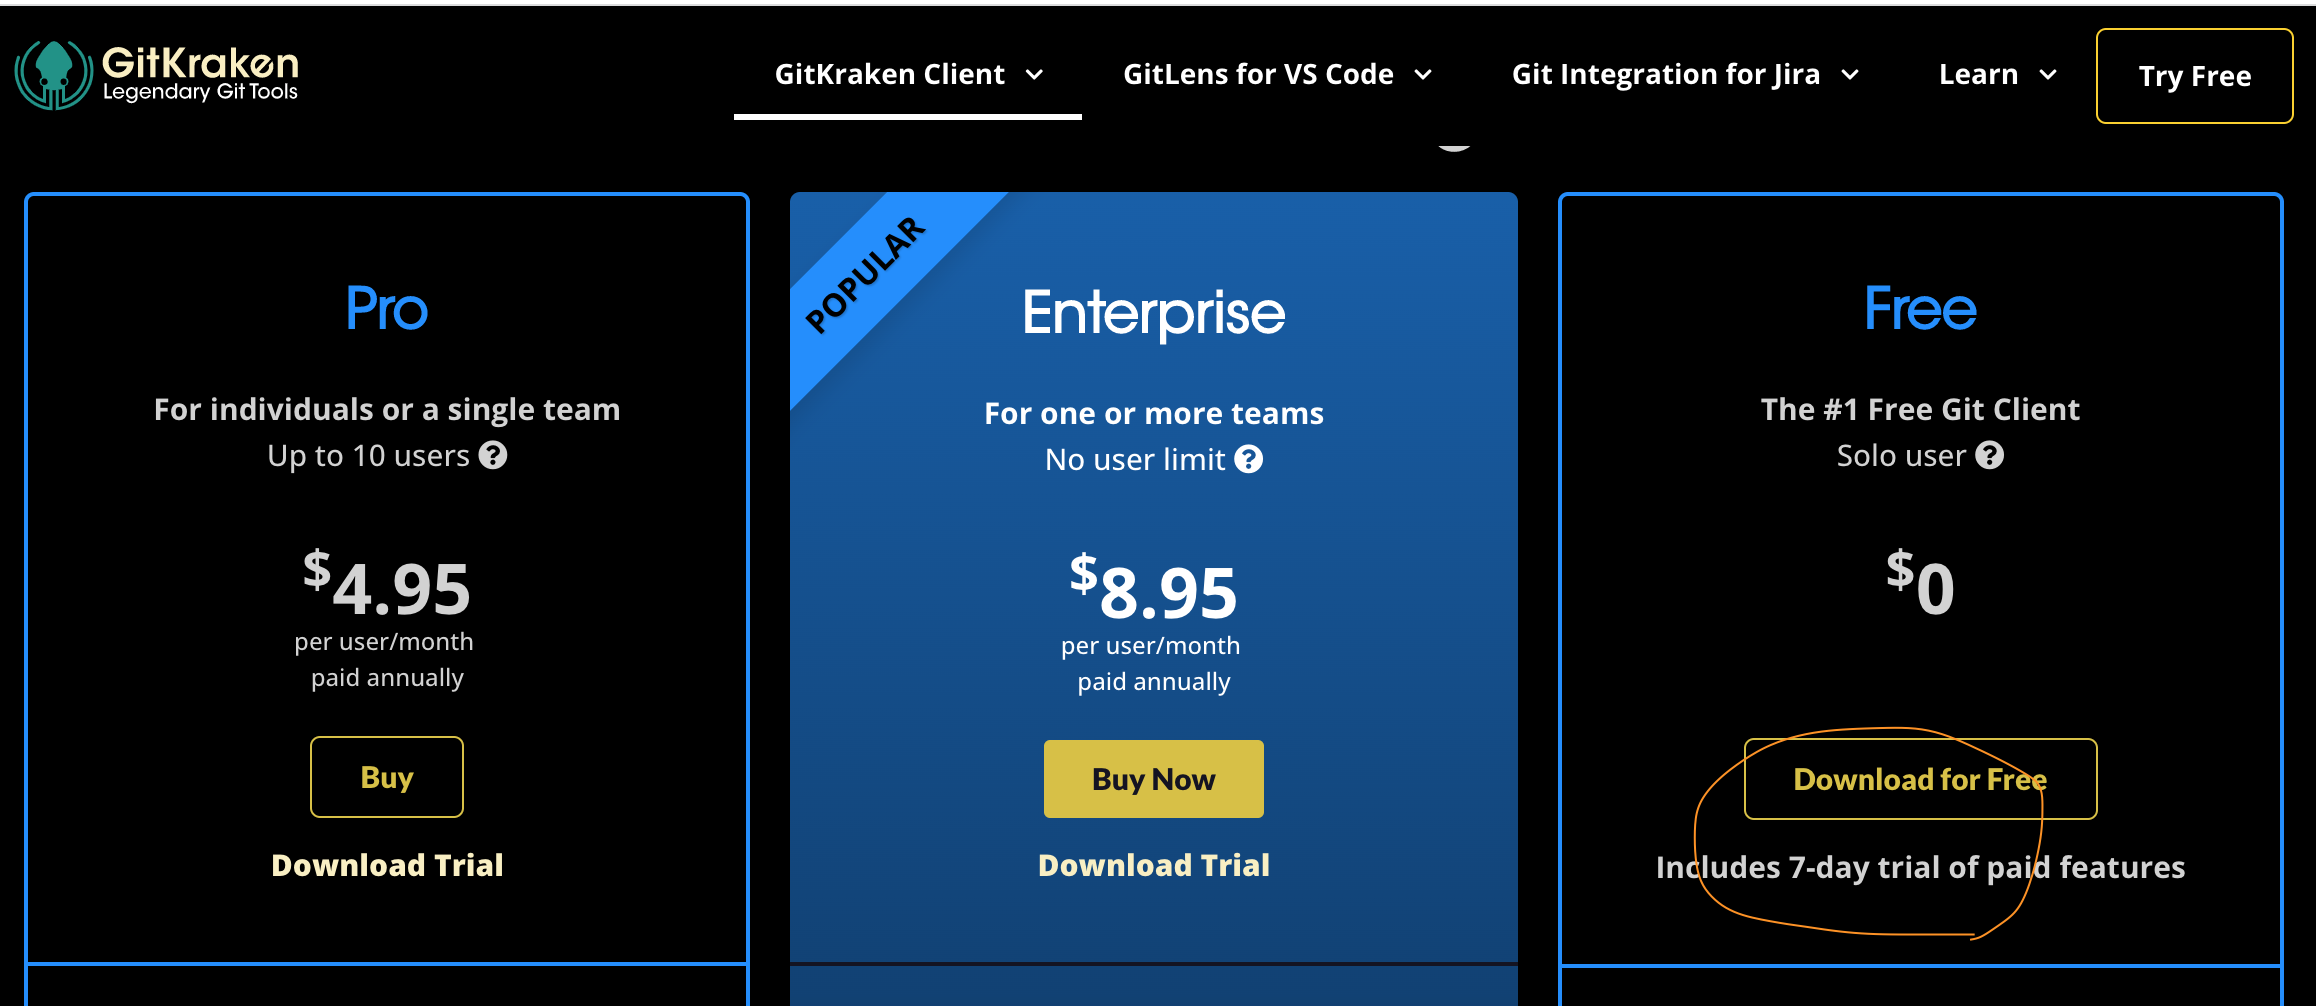 GitKraken
Legendary Git Tools
GitKraken Client
GitLens for VS Code
Git Integration for Jira
Learn
Try Free
Pro
For individuals or a single team
Up to 10 users ?
$4.95
per user/month
paid annually
Buy
Download Trial
POPULAR
Enterprise
For one or more teams
No user limit ?
$8.95
per user/month
paid annually
Buy Now
Download Trial
Free
The #1 Free Git Client
Solo user ?
$0
Download for Free
Includes 7-day trial of paid features